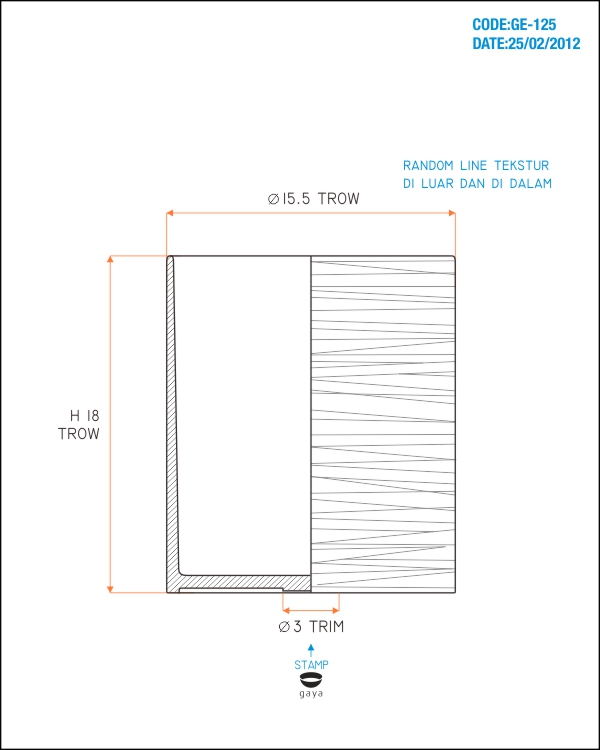 CODE:GE-125
DATE:25/02/2012
RANDOM LINE TEKSTUR
DI LUAR DAN DI DALAM
∅15.5 TROW
H 18
TROW
∅3 TRIM
STAMP
gaya